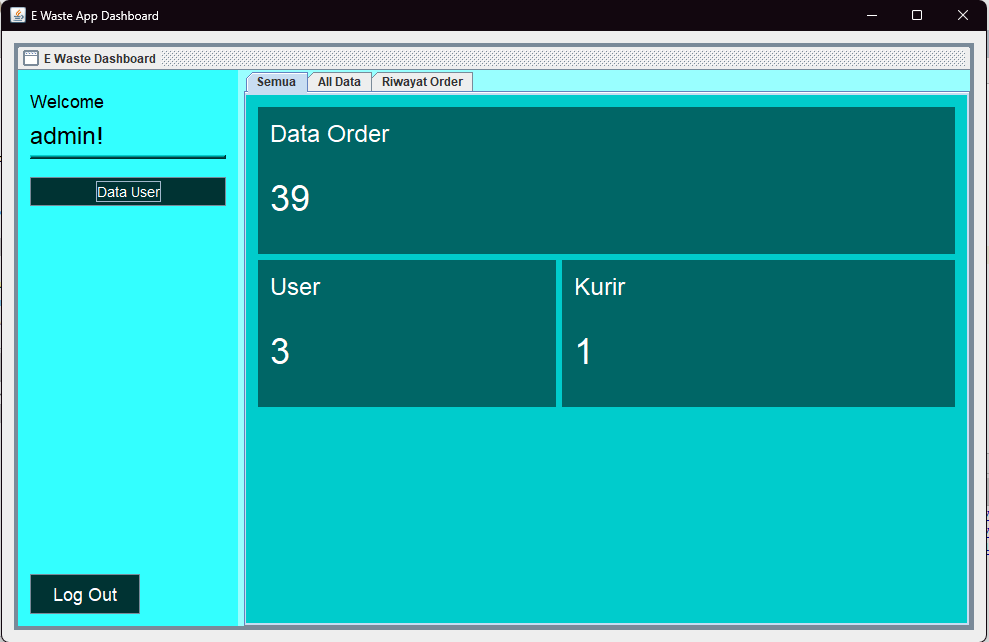 E Waste App Dashboard
E Waste Dashboard
Welcome
admin!
Data User
Log Out
Semua
All Data
Riwayat Order
Data Order
39
User
3
Kurir
1